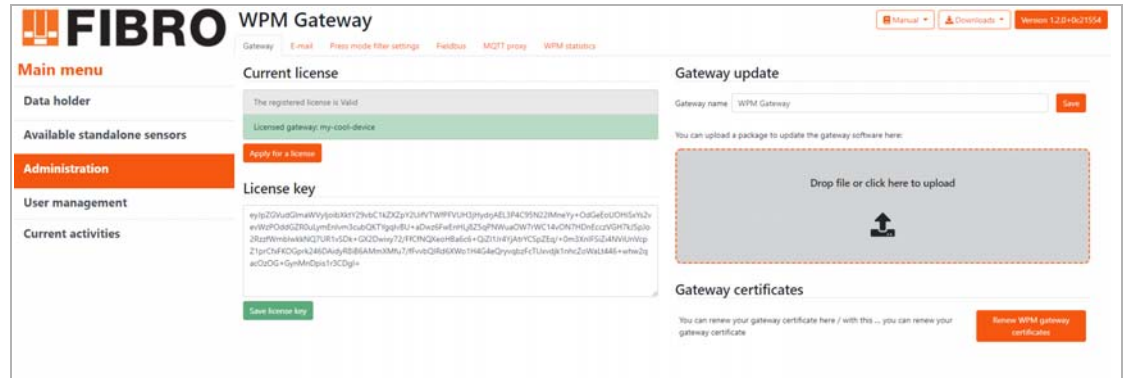 FIBRO
WPM Gateway
Manual
Downloads
Version 1.2.0+0c21554
Gateway
E-mail
Press mode filter settings
Fieldbus
MQTT proxy
WPM statistics
Main menu
Data holder
Available standalone sensors
Administration
User management
Current activities
Current license
The registered license is Valid
Licensed gateway: my-cool-device
Apply for a license
License key
Save license key
Gateway update
Gateway name
WPM Gateway
Save
You can upload a package to update the gateway software here:
Drop file or click here to upload
Gateway certificates
You can renew your gateway certificate here / with this ... you can renew your
gateway certificate
Renew WPM gateway
certificates